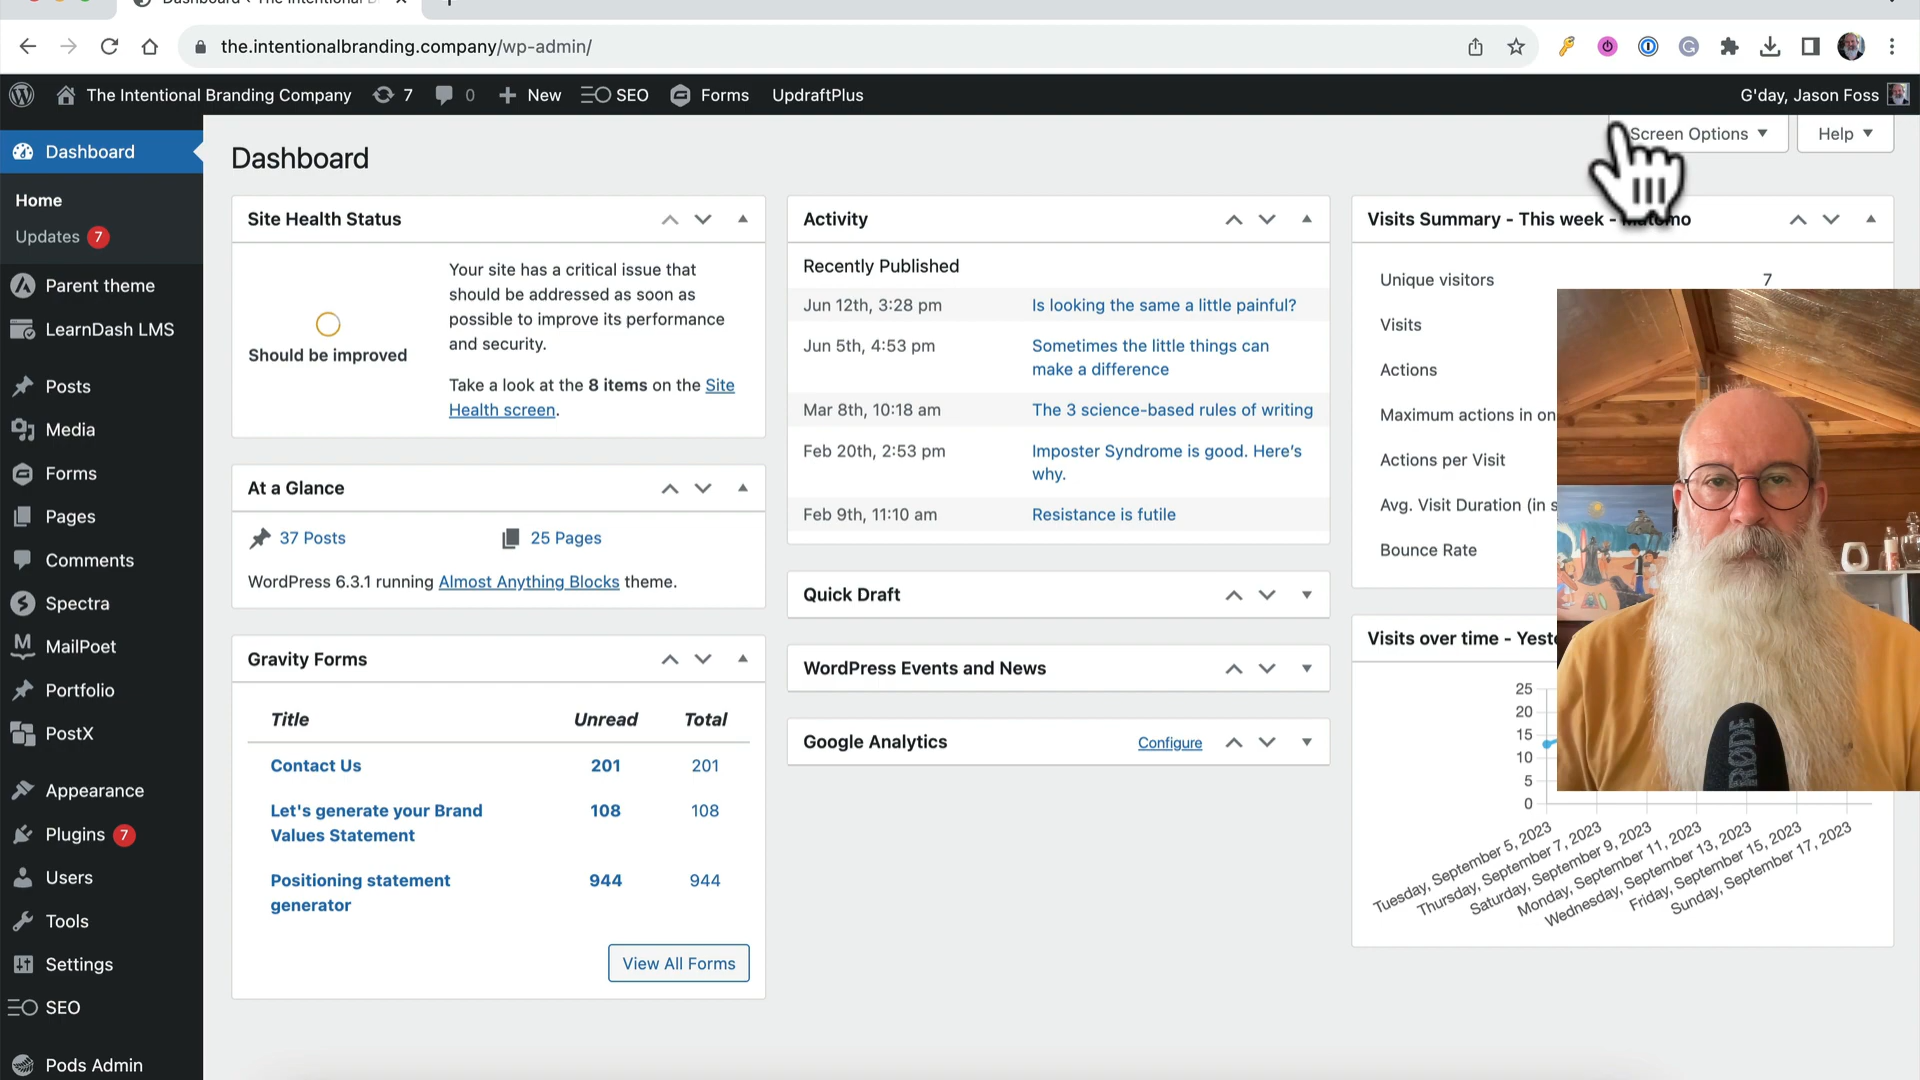 the.intentionalbranding.company/wp-admin/
The Intentional Branding Company 7 0 New SEO Forms UpdraftPlus G'day, Jason Foss
Dashboard
Home
Updates 7
Parent theme
LearnDash LMS
Posts
Media
Forms
Pages
Comments
Spectra
MailPoet
Portfolio
PostX
Appearance
Plugins 7
Users
Tools
Settings
SEO
Pods Admin
Screen Options
Help
Dashboard
Site Health Status
Should be improved
Your site has a critical issue that
should be addressed as soon as
possible to improve its performance
and security.
Take a look at the 8 items on the Site
Health screen.
At a Glance
37 Posts 25 Pages
WordPress 6.3.1 running Almost Anything Blocks theme.
Gravity Forms
Title Unread Total
Contact Us 201 201
Let's generate your Brand 108 108
Values Statement
Positioning statement 944 944
generator
View All Forms
Activity
Recently Published
Jun 12th, 3:28 pm Is looking the same a little painful?
Jun 5th, 4:53 pm Sometimes the little things can
make a difference
Mar 8th, 10:18 am The 3 science-based rules of writing
Feb 20th, 2:53 pm Imposter Syndrome is good. Here's
why.
Feb 9th, 11:10 am Resistance is futile
Quick Draft
WordPress Events and News
Google Analytics Configure
Visits Summary - This week -
Unique visitors 7
Visits
Actions
Maximum actions in on
Actions per Visit
Avg. Visit Duration (in s
Bounce Rate
Visits over time - Yeste
25
20
15
10
5
0
Tuesday, September 5, 2023
Thursday, September 7, 2023
Saturday, September 9, 2023
Monday, September 11, 2023
Wednesday, September 13, 2023
Friday, September 15, 2023
Sunday, September 17, 2023
RØDE